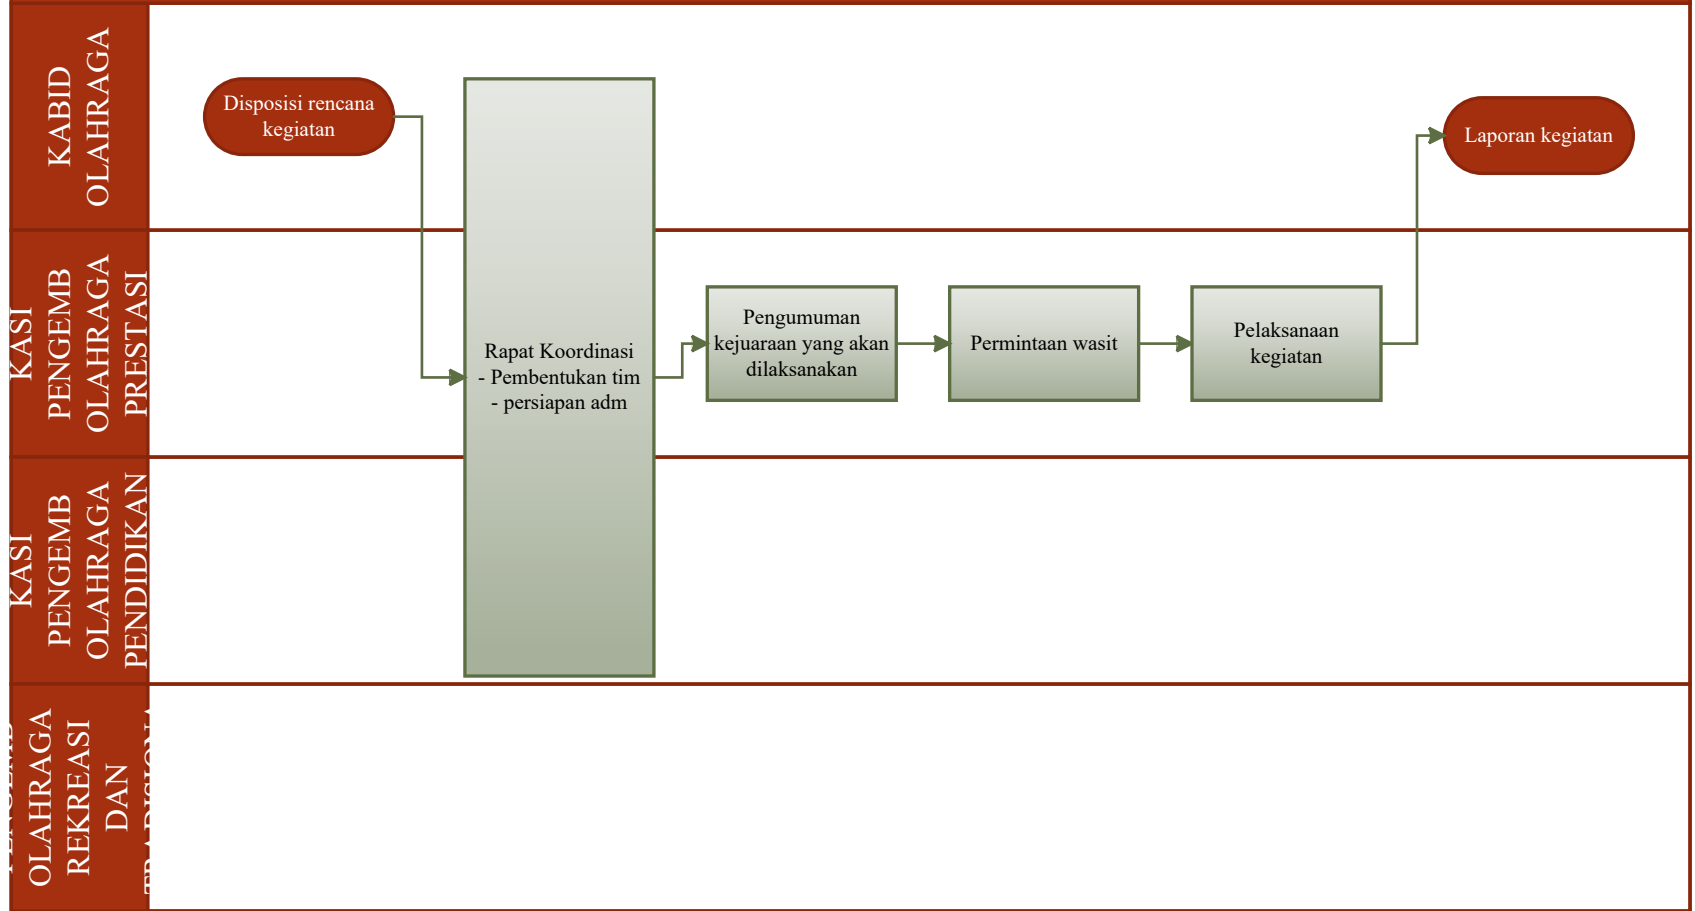 KABID
OLAHRAGA
Disposisi rencana
kegiatan
Laporan kegiatan
KASI
PENGEMB
OLAHRAGA
PRESTASI
Rapat Koordinasi
- Pembentukan tim
- persiapan adm
Pengumuman
kejuaraan yang akan
dilaksanakan
Permintaan wasit
Pelaksanaan
kegiatan
KASI
PENGEMB
OLAHRAGA
PENDIDIKAN
OLAHRAGA
REKREASI
DAN